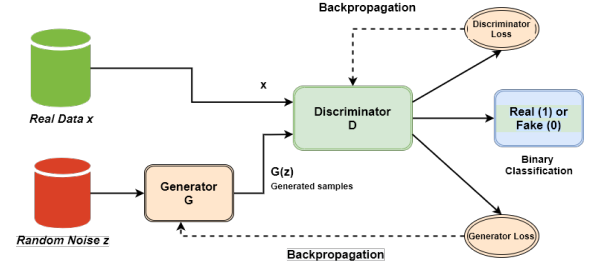 Backpropagation
Discriminator
Loss
Real Data x
x
Discriminator
D
Real (1) or
Fake (0)
Binary
Classification
G(z)
Generated samples
Generator
G
Random Noise z
Generator Loss
Backpropagation